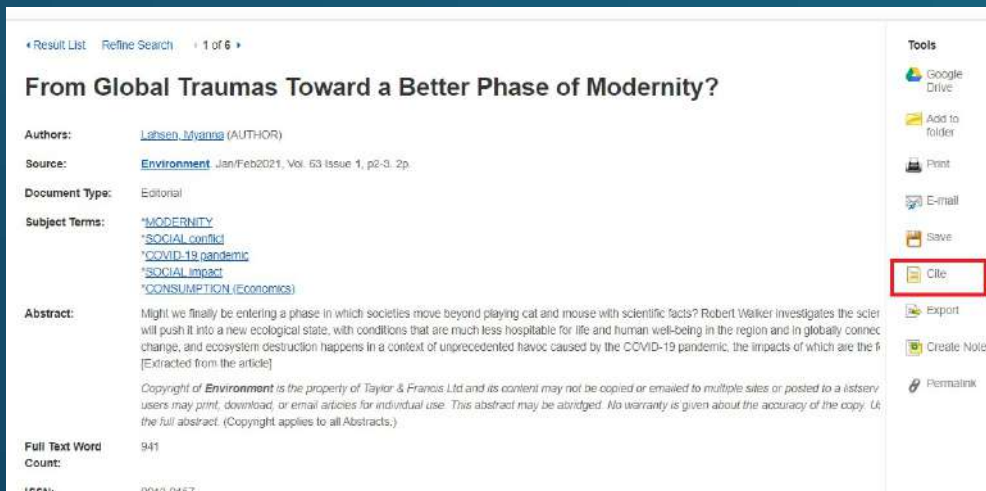 Result List Refine Search 1 of 6
From Global Traumas Toward a Better Phase of Modernity?
Authors: Lahsen, Myanna (AUTHOR)
Source: Environment. Jan/Feb2021, Vol. 63 Issue 1, p2-3. 2p.
Document Type: Editorial
Subject Terms: *MODERNITY
*SOCIAL conflict
*COVID-19 pandemic
*SOCIAL impact
*CONSUMPTION (Economics)
Abstract: Might we finally be entering a phase in which societies move beyond playing cat and mouse with scientific facts? Robert Walker investigates the scien
will push it into a new ecological state, with conditions that are much less hospitable for life and human well-being in the region and in globally connec
change, and ecosystem destruction happens in a context of unprecedented havoc caused by the COVID-19 pandemic, the impacts of which are the f
[Extracted from the article]
Copyright of Environment is the property of Taylor & Francis Ltd and its content may not be copied or emailed to multiple sites or posted to a listserv
users may print, download, or email articles for individual use. This abstract may be abridged. No warranty is given about the accuracy of the copy.
the full abstract. (Copyright applies to all Abstracts.)
Full Text Word 941
Count:
Tools
Google
Drive
Add to
folder
Print
E-mail
Save
Cite
Export
Create Note
Permalink